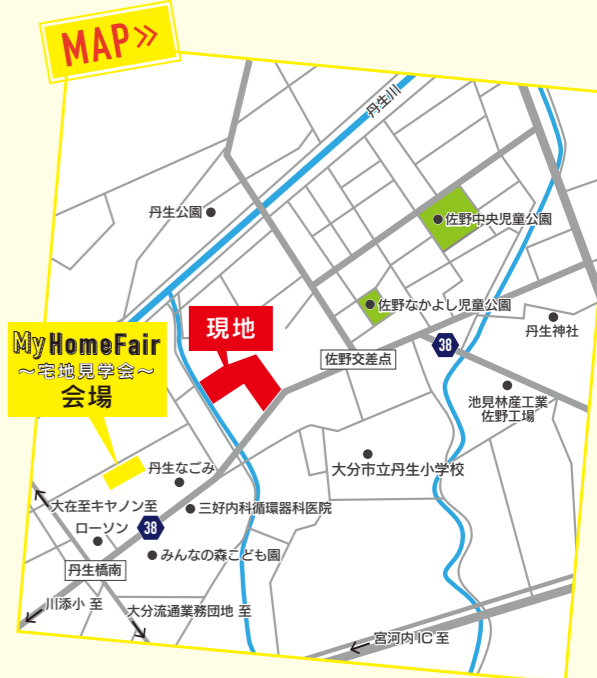 MAP»
丹生川
丹生公園
佐野中央児童公園
佐野なかよし児童公園
丹生神社
現地
38
佐野交差点
MyHomeFair
～宅地見学会～
会場
池見林産工業
佐野工場
大分市立丹生小学校
丹生なごみ
大在至キヤノン至
三好内科循環器科医院
ローソン
38
みんなの森こども園
丹生橋南
川添小 至
大分流通業務団地 至
宮河内 IC 至